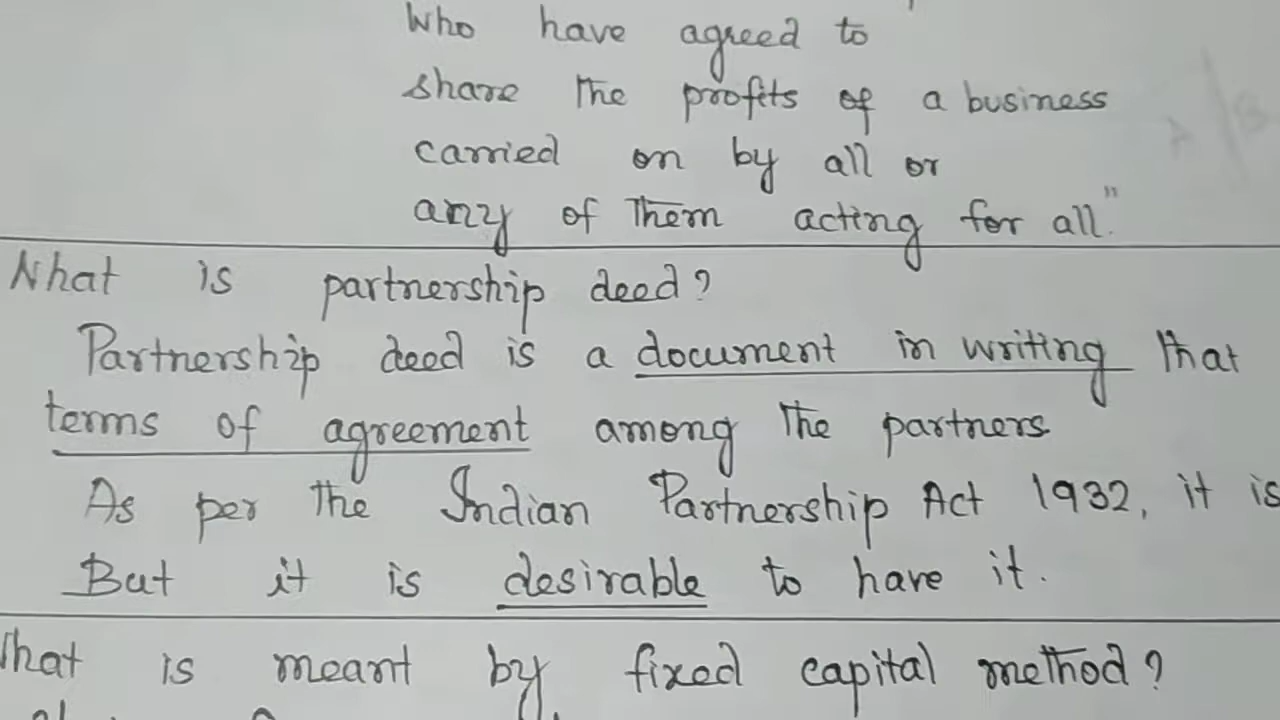 who have agreed to
share the profits of a business
carried on by all or
any of them acting for all."
What is partnership deed?
Partnership deed is a document in writing that
terms of agreement among the partners
As per the Indian Partnership Act 1932, it is
But it is desirable to have it.
What is meant by fixed capital method?